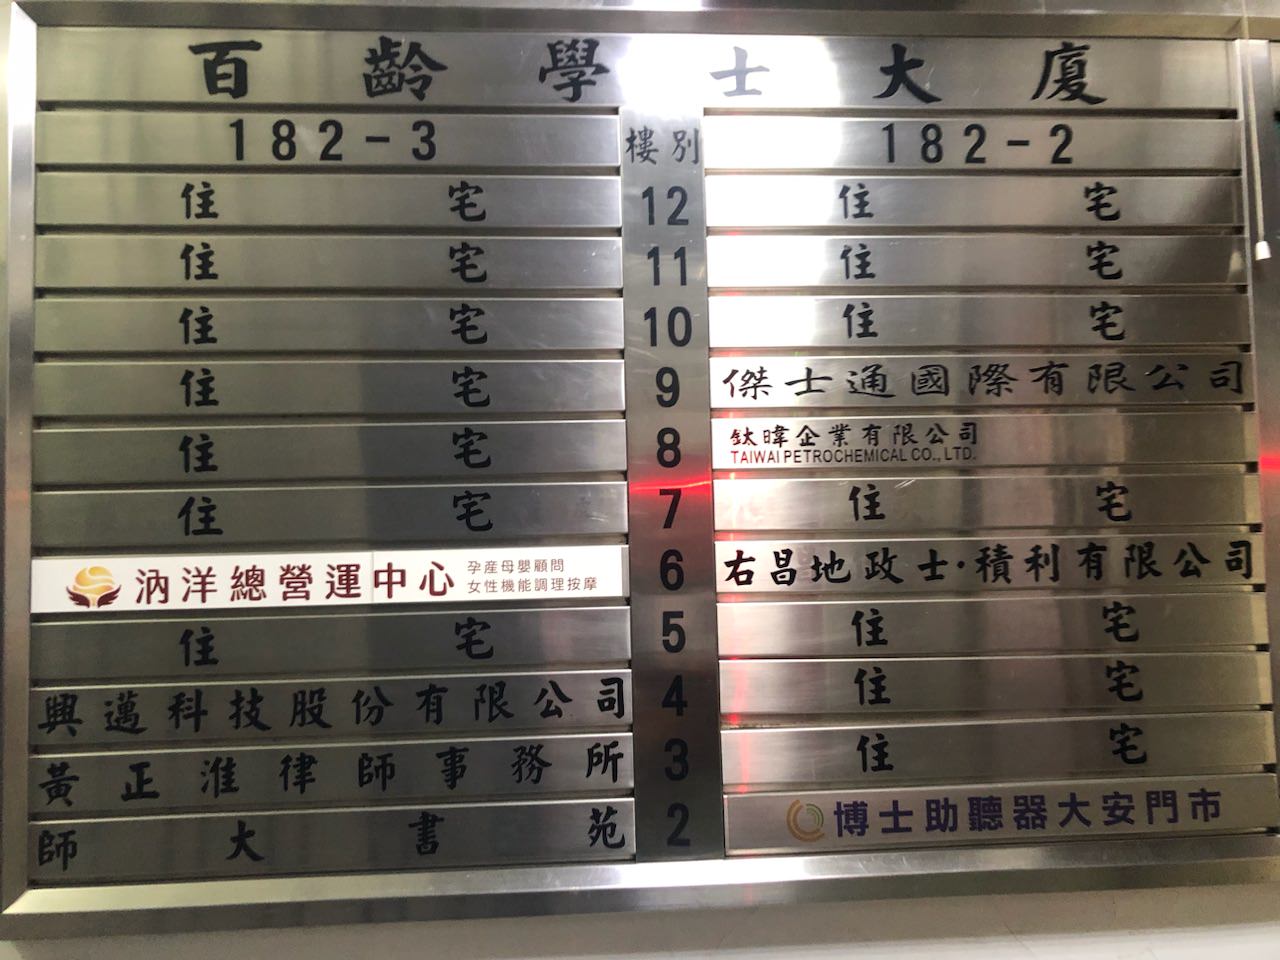 百齡學士大廈
182-3 樓別 182-2
住宅 12 住宅
住宅 11 住宅
住宅 10 住宅
住宅 9 傑士通國際有限公司
住宅 8 鈦暐企業有限公司
TAIWAI PETROCHEMICAL CO., LTD.
住宅 7 住宅
汭洋總營運中心 孕産母嬰顧問 6 右昌地政士·積利有限公司
女性機能調理按摩
住宅 5 住宅
興邁科技股份有限公司 4 住宅
黃正淮律師事務所 3 住宅
師大書苑 2 博士助聽器大安門市